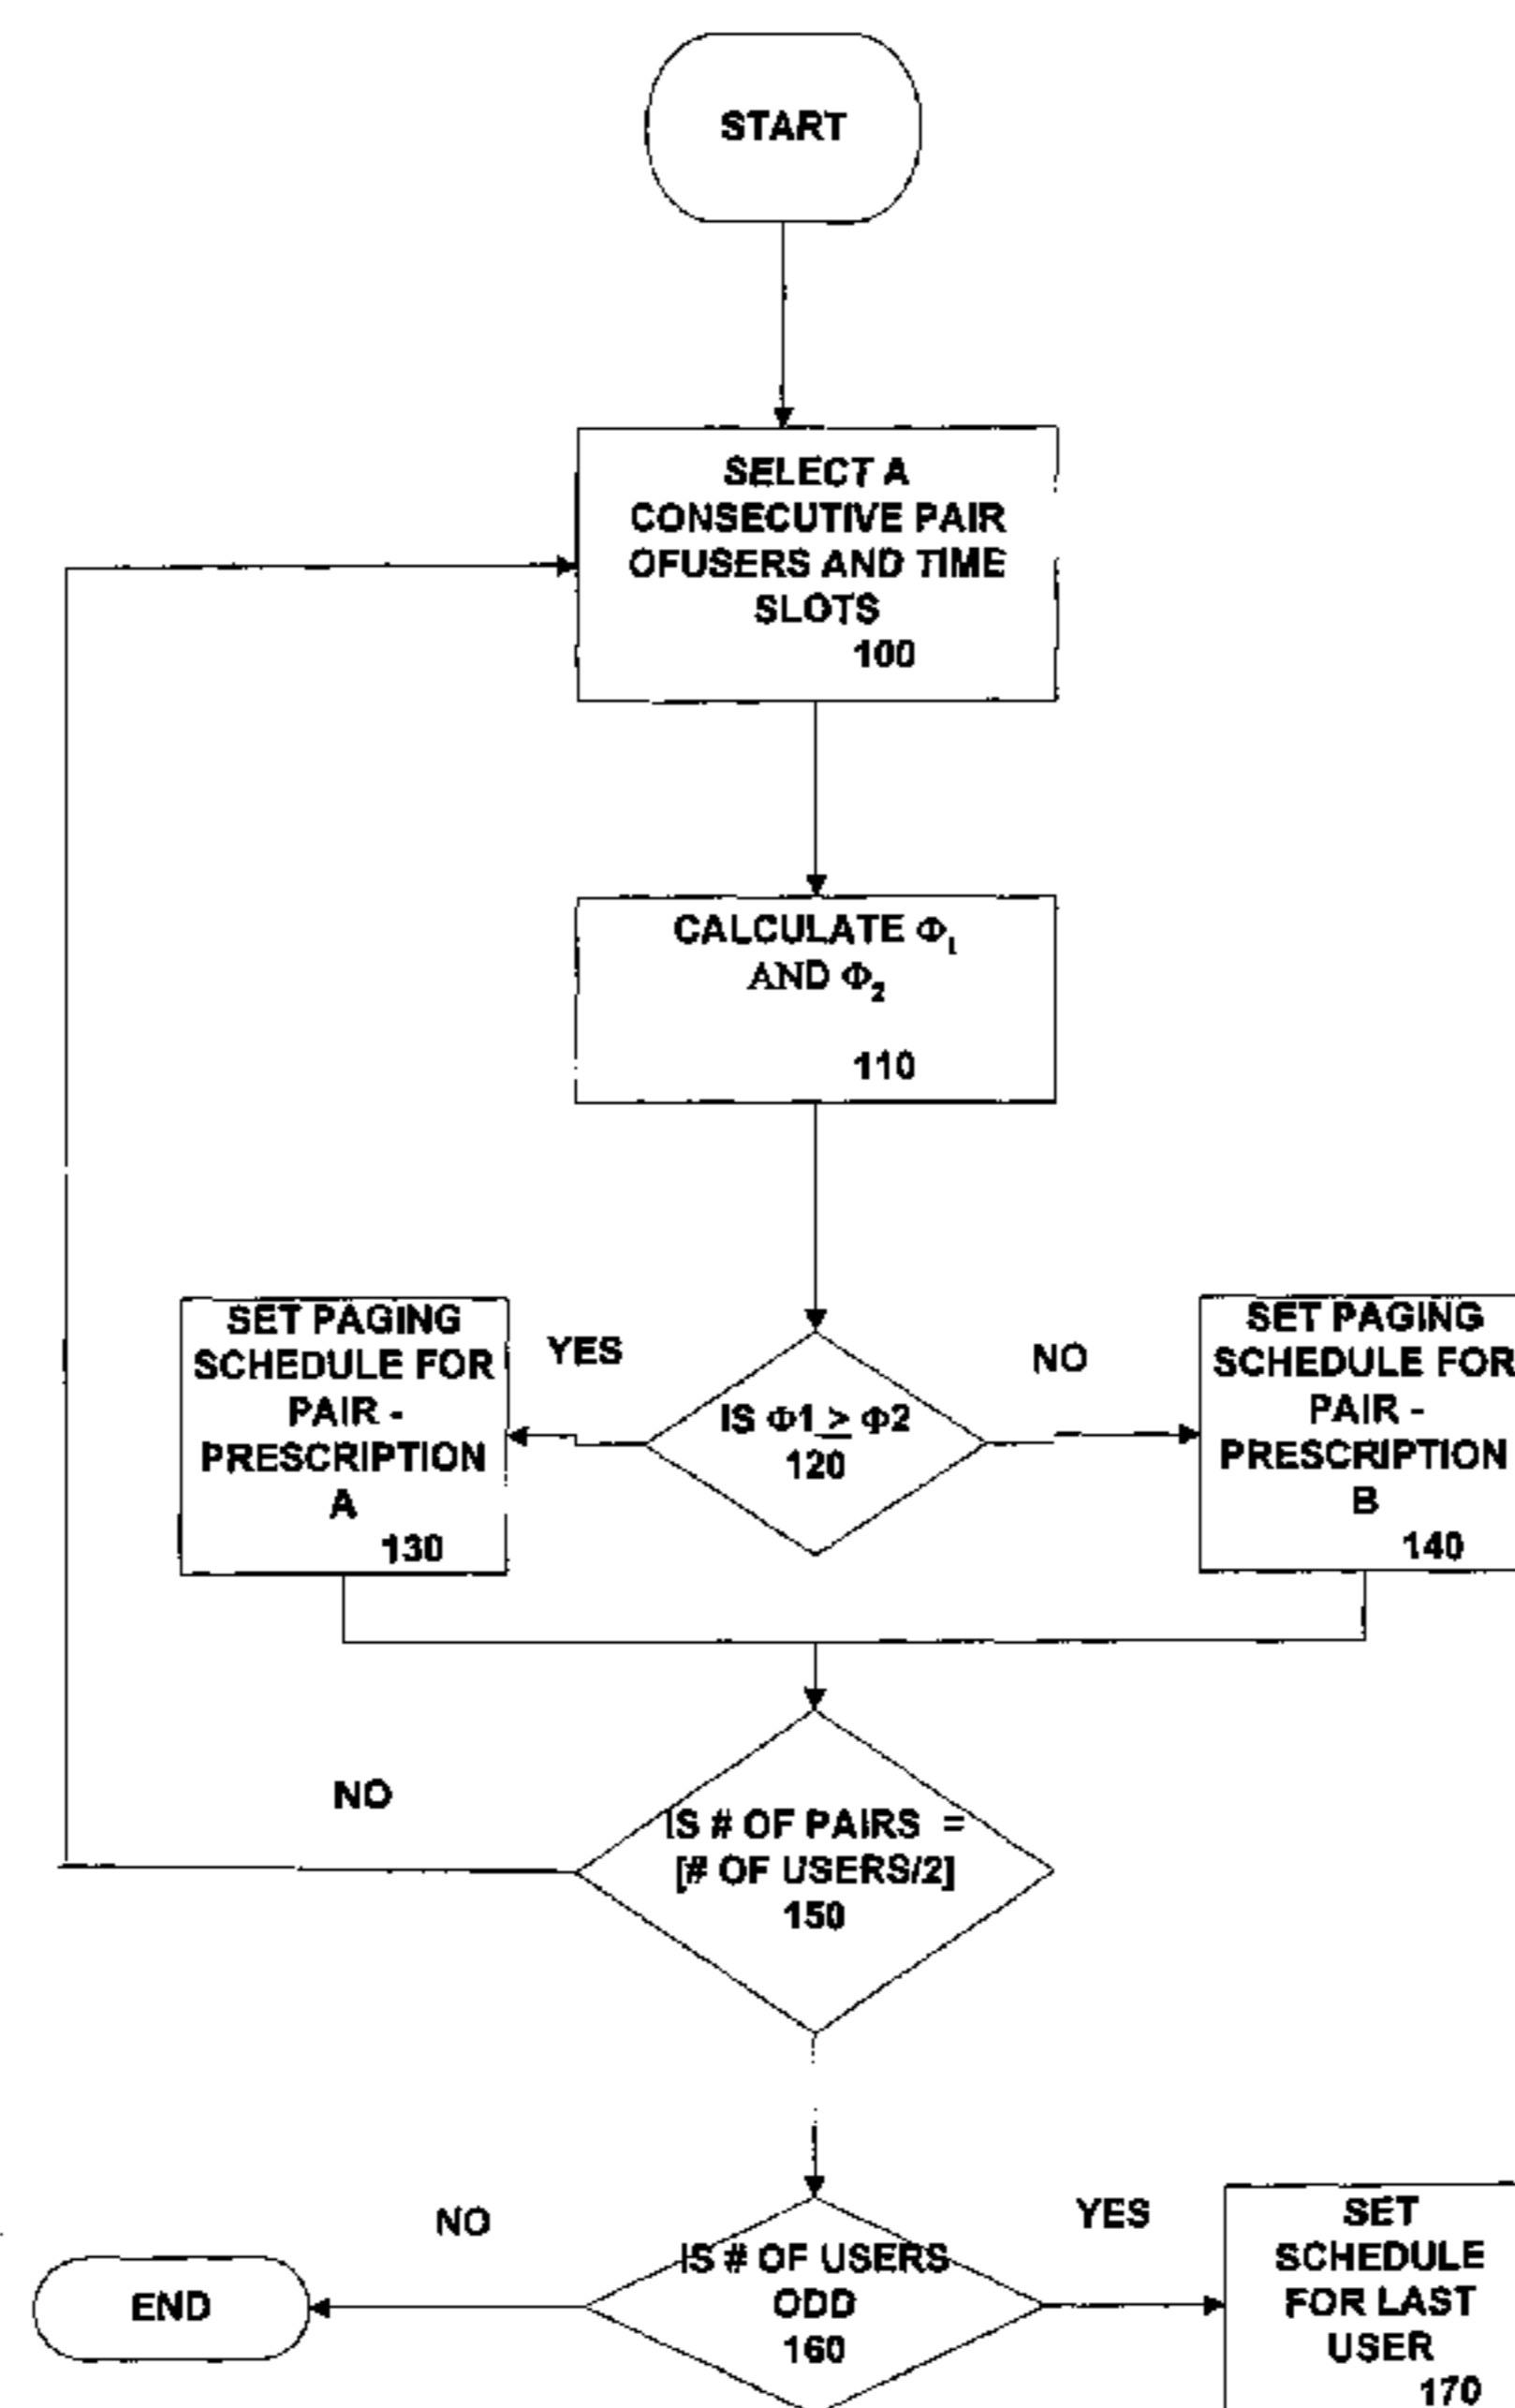 START
SELECT A
CONSECUTIVE PAIR
OFUSERS AND TIME
SLOTS
100
CALCULATE Φ₁
AND Φ₂
110
SET PAGING
SCHEDULE FOR
PAIR -
PRESCRIPTION
A
130
YES
IS Φ1 ≥ Φ2
120
NO
SET PAGING
SCHEDULE FOR
PAIR -
PRESCRIPTION
B
140
NO
IS # OF PAIRS =
[# OF USERS/2]
150
NO
IS # OF USERS
ODD
160
YES
END
SET
SCHEDULE
FOR LAST
USER
170